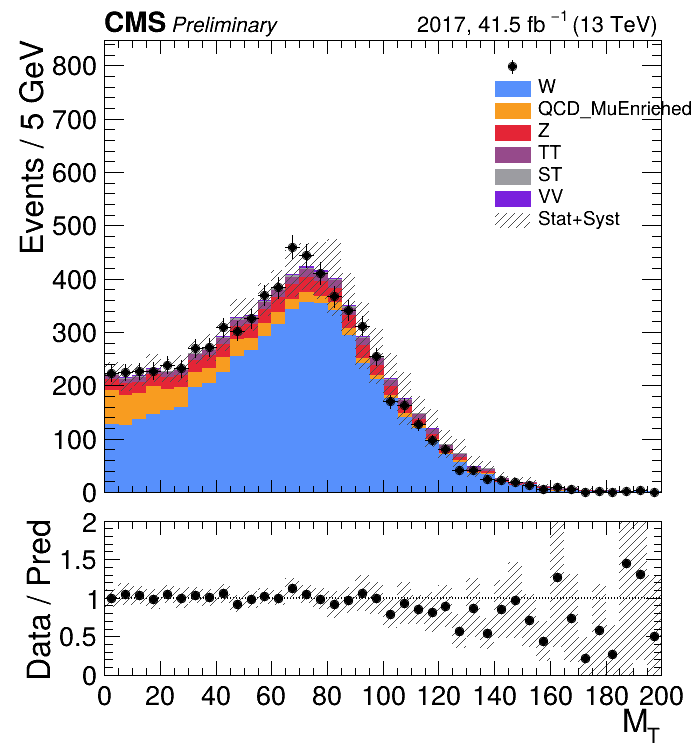 CMS Preliminary 2017, 41.5 fb⁻¹ (13 TeV)
Events / 5 GeV
800
700
600
500
400
300
200
100
0
W
QCD_MuEnriched
Z
TT
ST
VV
Stat+Syst
Data / Pred
2
1.5
1
0.5
0
0 20 40 60 80 100 120 140 160 180 200
M_T